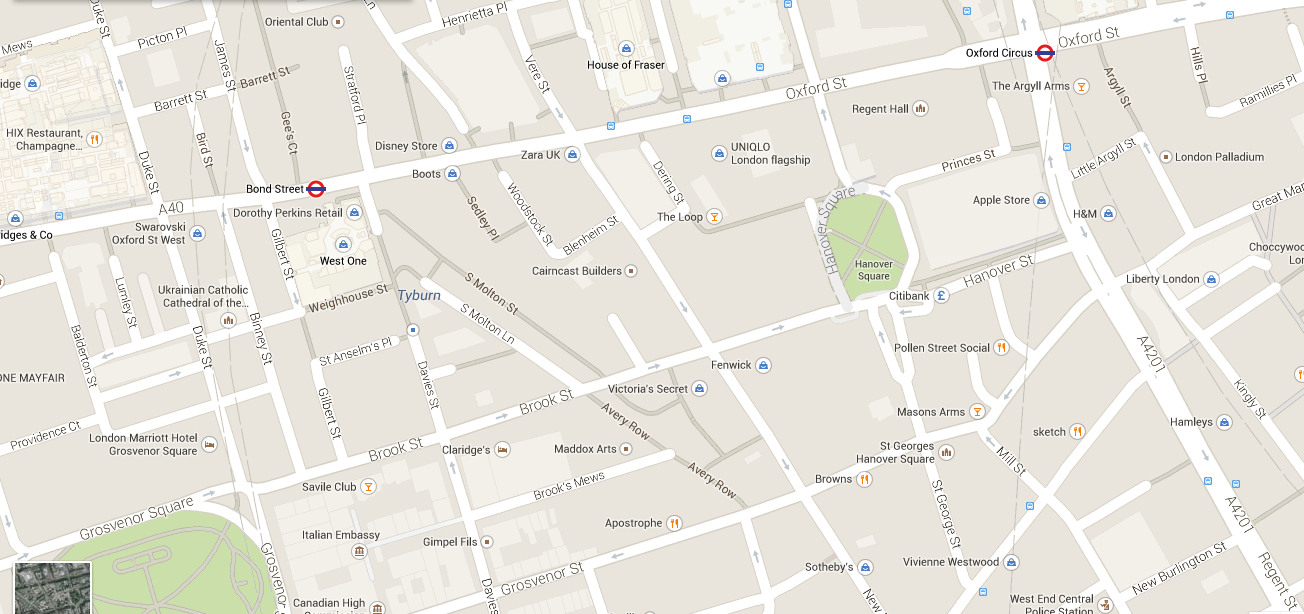 Duke St
Oriental Club
Henrietta Pl
Picton Pl
Mews
James St
Vere St
House of Fraser
Oxford Circus
Oxford St
Hills Pl
Ramillies Pl
The Argyll Arms
Argyll St
Barrett St
Barrett St
Stratford Pl
Oxford St
Regent Hall
HIX Restaurant,
Champagne...
Gee's Ct
Bird St
Duke St
Disney Store
Boots
Zara UK
UNIQLO
London flagship
Dering St
Princes St
Little Argyll St
London Palladium
Bond Street
A40
Dorothy Perkins Retail
Swarovski
Oxford St West
West One
Gilbert St
Woodstock St
Sedley Pl
Blenheim St
The Loop
Hanover Square
Apple Store
H&M
Hanover
Square
Hanover St
Citibank
Liberty London
Cairncast Builders
Lumley St
Ukrainian Catholic
Cathedral of the...
Weighhouse St
Tyburn
S Molton St
S Molton Ln
Balderton St
Duke St
Binney St
St Anselm's Pl
Davies St
Gilbert St
Fenwick
Pollen Street Social
A4201
Kingly St
Victoria's Secret
Brook St
Avery Row
Masons Arms
sketch
Hamleys
Providence Ct
London Marriott Hotel
Grosvenor Square
Brook St
Claridge's
Maddox Arts
St Georges
Hanover Square
Mill St
Savile Club
Brook's Mews
Avery Row
Browns
St George St
A4201
Grosvenor Square
Italian Embassy
Gimpel Fils
Apostrophe
Grosvenor St
Sotheby's
Vivienne Westwood
New Burlington St
Regent St
Canadian High
West End Central
Police Station